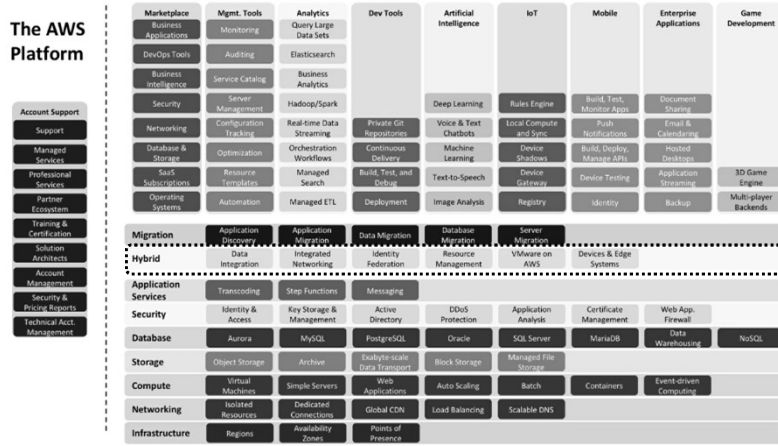 The AWS
Platform
Account Support
Support
Managed
Services
Professional
Services
Partner
Ecosystem
Training &
Certification
Solution
Architects
Account
Management
Security &
Pricing Reports
Technical Acct.
Management
Marketplace
Business
Applications
DevOps Tools
Business
Intelligence
Security
Networking
Database &
Storage
SaaS
Subscriptions
Operating
Systems
Mgmt. Tools
Monitoring
Auditing
Service Catalog
Server
Management
Configuration
Tracking
Optimization
Resource
Templates
Automation
Analytics
Query Large
Data Sets
Elasticsearch
Business
Analytics
Hadoop/Spark
Real-time Data
Streaming
Orchestration
Workflows
Managed
Search
Managed ETL
Dev Tools
Private Git
Repositories
Continuous
Delivery
Build, Test, and
Debug
Deployment
Artificial
Intelligence
Deep Learning
Voice & Text
Chatbots
Machine
Learning
Text-to-Speech
Image Analysis
IoT
Rules Engine
Local Compute
and Sync
Device
Shadows
Device
Gateway
Registry
Mobile
Build, Test,
Monitor Apps
Push
Notifications
Build, Deploy,
Manage APIs
Device Testing
Identity
Enterprise
Applications
Document
Sharing
Email &
Calendaring
Hosted
Desktops
Application
Streaming
Backup
Game
Development
3D Game
Engine
Multi-player
Backends
Migration
Application
Discovery
Application
Migration
Data Migration
Database
Migration
Server
Migration
Hybrid
Data
Integration
Integrated
Networking
Identity
Federation
Resource
Management
VMware on
AWS
Devices & Edge
Systems
Application
Services
Transcoding
Step Functions
Messaging
Security
Identity &
Access
Key Storage &
Management
Active
Directory
DDoS
Protection
Application
Analysis
Certificate
Management
Web App.
Firewall
Database
Aurora
MySQL
PostgreSQL
Oracle
SQL Server
MariaDB
Data
Warehousing
NoSQL
Storage
Object Storage
Archive
Exabyte-scale
Data Transport
Block Storage
Managed File
Storage
Compute
Virtual
Machines
Simple Servers
Web
Applications
Auto Scaling
Batch
Containers
Event-driven
Computing
Networking
Isolated
Resources
Dedicated
Connections
Global CDN
Load Balancing
Scalable DNS
Infrastructure
Regions
Availability
Zones
Points of
Presence